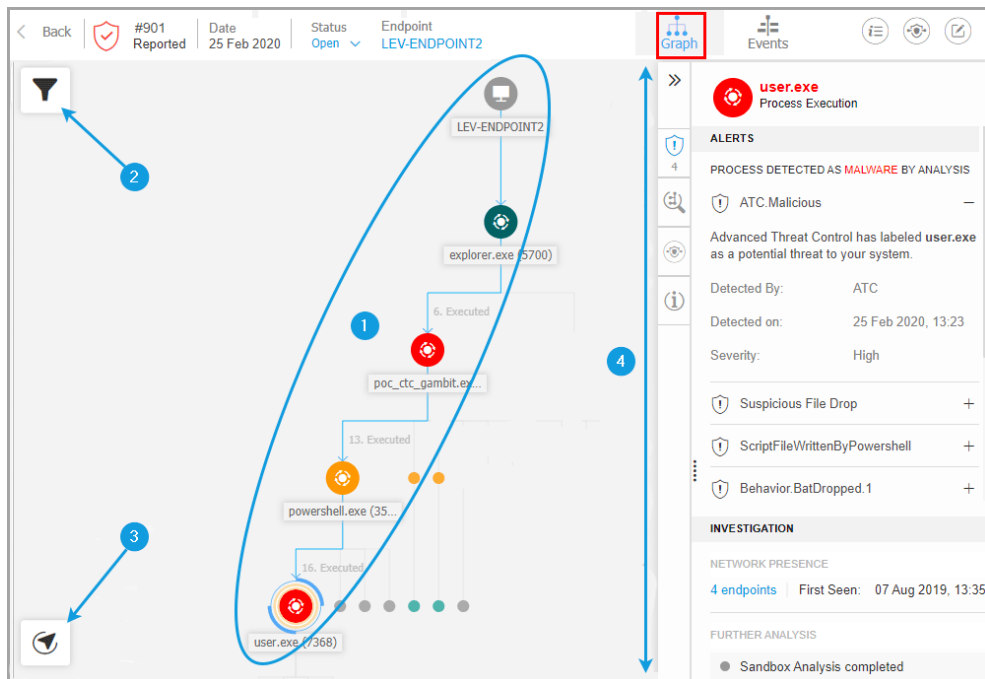 Back
#901
Reported
Date
25 Feb 2020
Status
Open
Endpoint
LEV-ENDPOINT2
Graph
Events
2
LEV-ENDPOINT2
explorer.exe (5700)
6. Executed
1
poc_ctc_gambit.ex...
13. Executed
powershell.exe (35...
3
16. Executed
user.exe (7368)
4
4
user.exe
Process Execution
ALERTS
PROCESS DETECTED AS MALWARE BY ANALYSIS
ATC.Malicious
Advanced Threat Control has labeled user.exe
as a potential threat to your system.
Detected By: ATC
Detected on: 25 Feb 2020, 13:23
Severity: High
Suspicious File Drop
ScriptFileWrittenByPowershell
Behavior.BatDropped.1
INVESTIGATION
NETWORK PRESENCE
4 endpoints First Seen: 07 Aug 2019, 13:35
FURTHER ANALYSIS
Sandbox Analysis completed